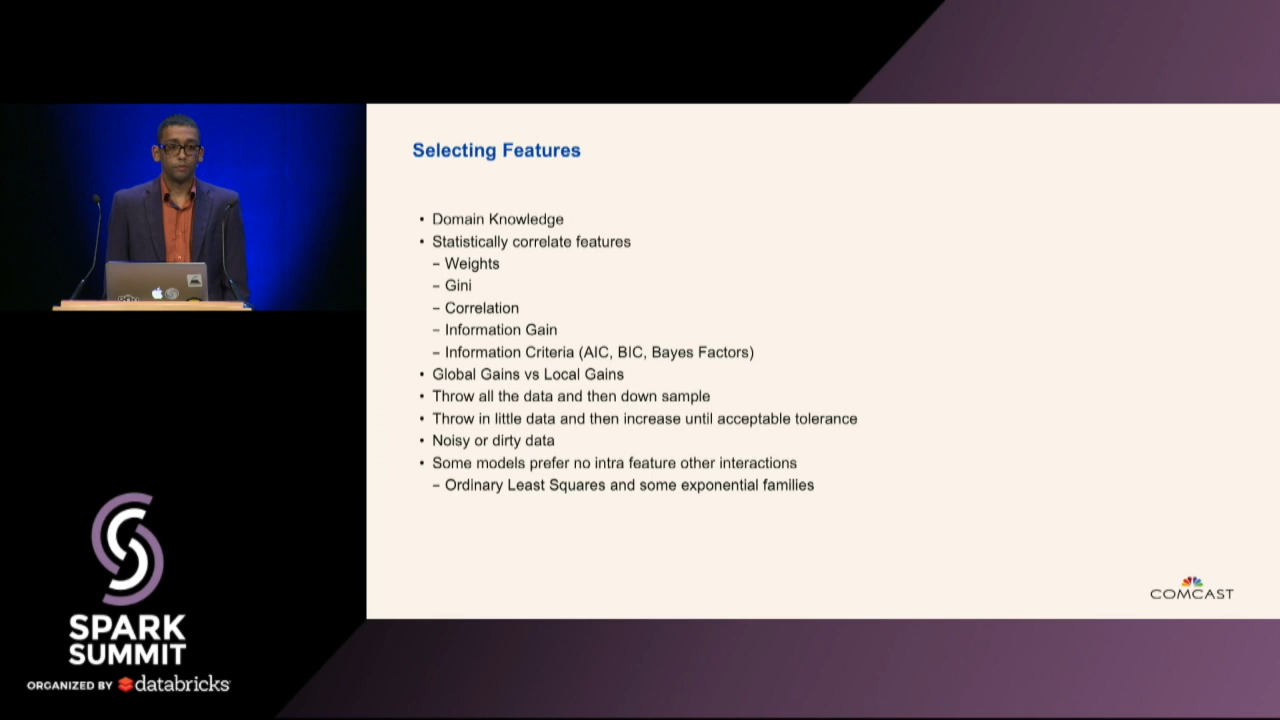 Selecting Features
• Domain Knowledge
• Statistically correlate features
– Weights
– Gini
– Correlation
– Information Gain
– Information Criteria (AIC, BIC, Bayes Factors)
• Global Gains vs Local Gains
• Throw all the data and then down sample
• Throw in little data and then increase until acceptable tolerance
• Noisy or dirty data
• Some models prefer no intra feature other interactions
– Ordinary Least Squares and some exponential families
COMCAST
SPARK
SUMMIT
ORGANIZED BY databricks